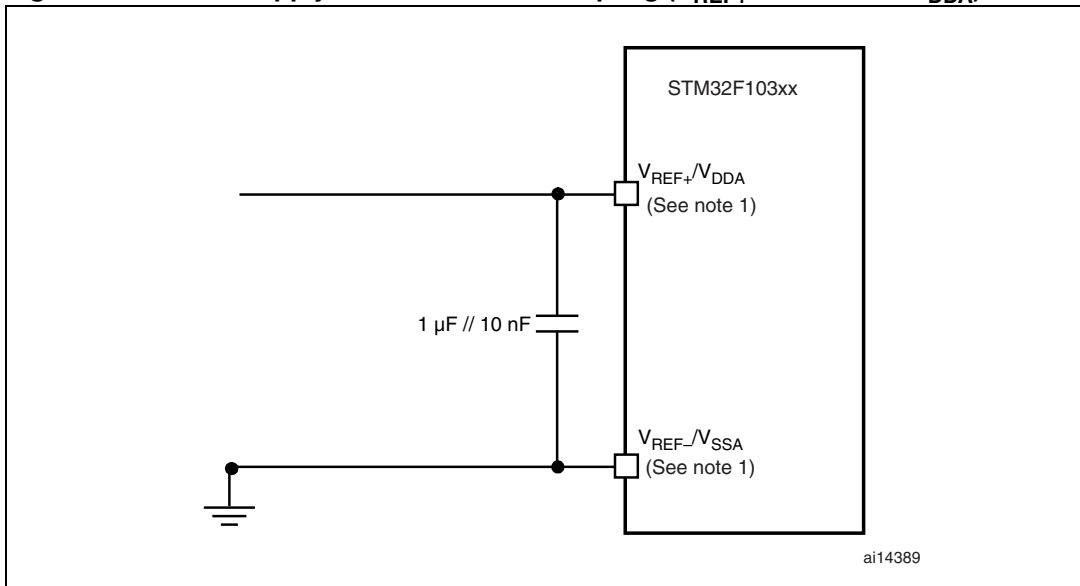 STM32F103xx
VREF+/VDDA
(See note 1)
1 µF // 10 nF
VREF–/VSSA
(See note 1)
ai14389